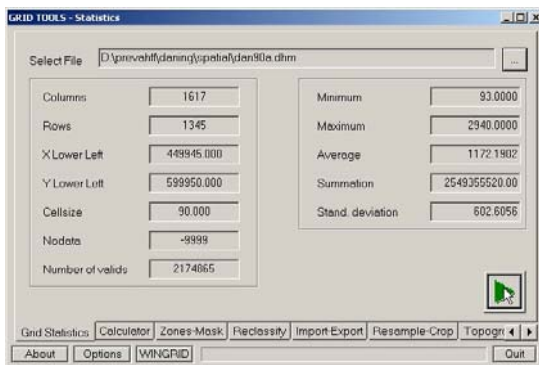 GRID TOOLS - Statistics
Select File D:\prevahlf\daning\spatial\dan90a.dhm ...
Columns 1617 Minimum 93.0000
Rows 1345 Maximum 2940.0000
X Lower Left 449945.000 Average 1172.1902
Y Lower Left 599950.000 Summation 2549355520.00
Cellsize 90.000 Stand. deviation 602.6056
Nodata -9999
Number of valids 2174865
Grid Statistics Calculator Zones-Mask Reclassify Import-Export Resample-Crop Topogr
About Options WINGRID Quit